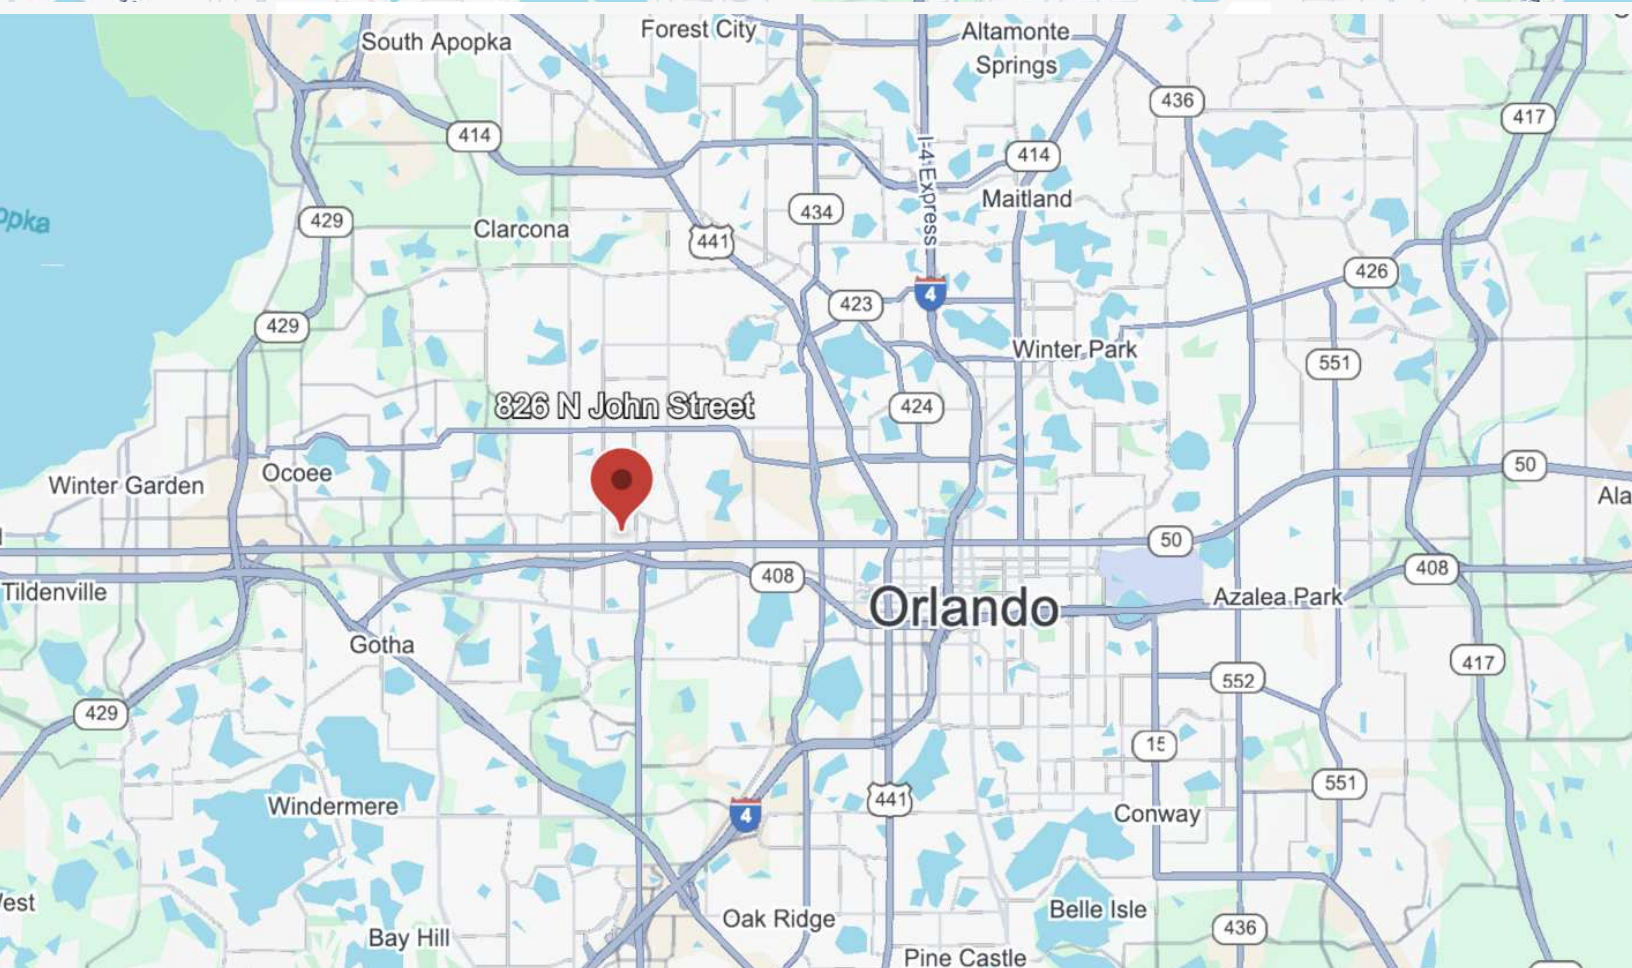 South Apopka
Forest City
Altamonte
Springs
436
417
414
I-4 Express
414
Maitland
opka
429
434
Clarcona
441
426
423
4
429
Winter Park
551
826 N John Street
424
Winter Garden
Ocoee
50
Ala
50
Tildenville
408
408
Orlando
Azalea Park
Gotha
417
552
429
15
551
Windermere
441
4
Conway
est
Oak Ridge
Belle Isle
Bay Hill
436
Pine Castle